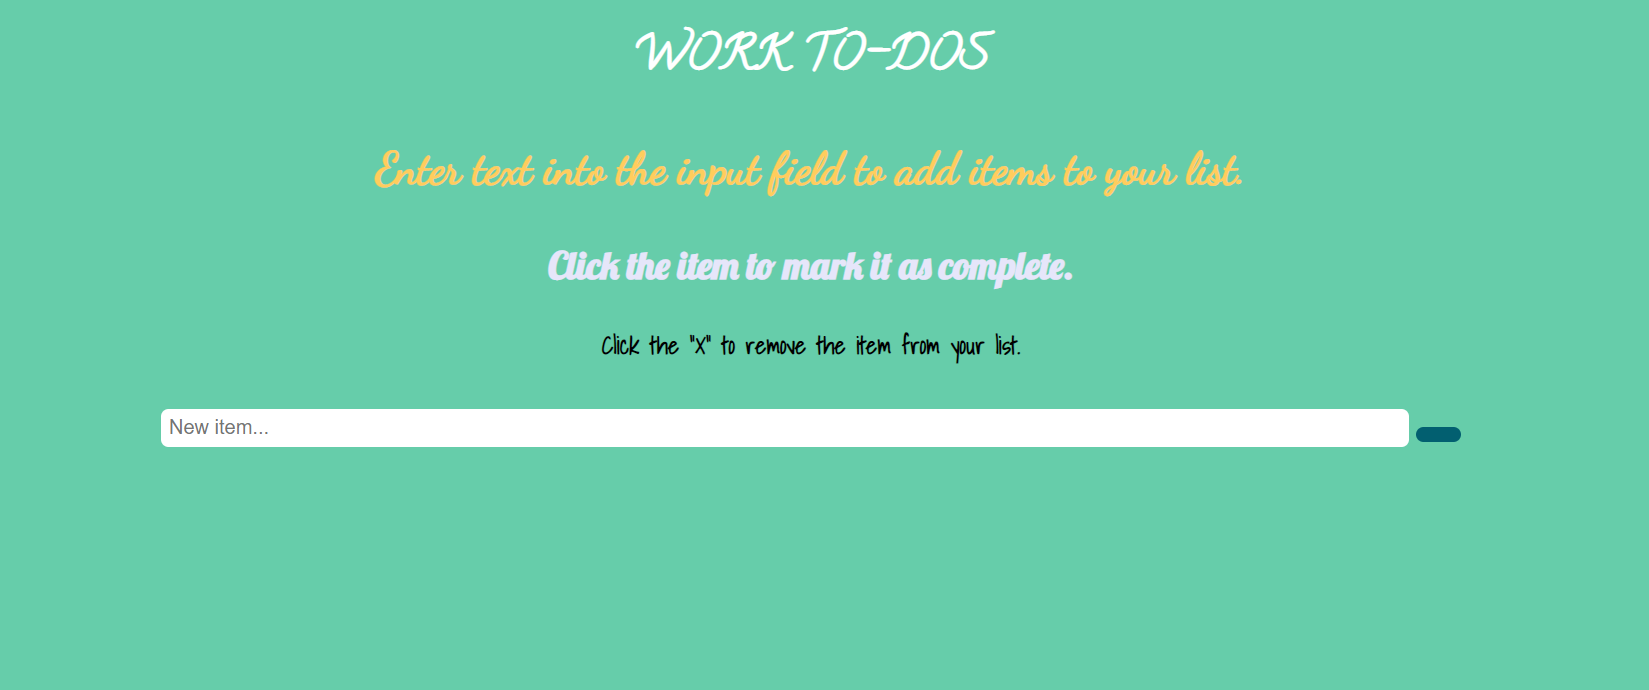 WORK TO-DOS
Enter text into the input field to add items to your list.
Click the item to mark it as complete.
Click the "X" to remove the item from your list.
New item...